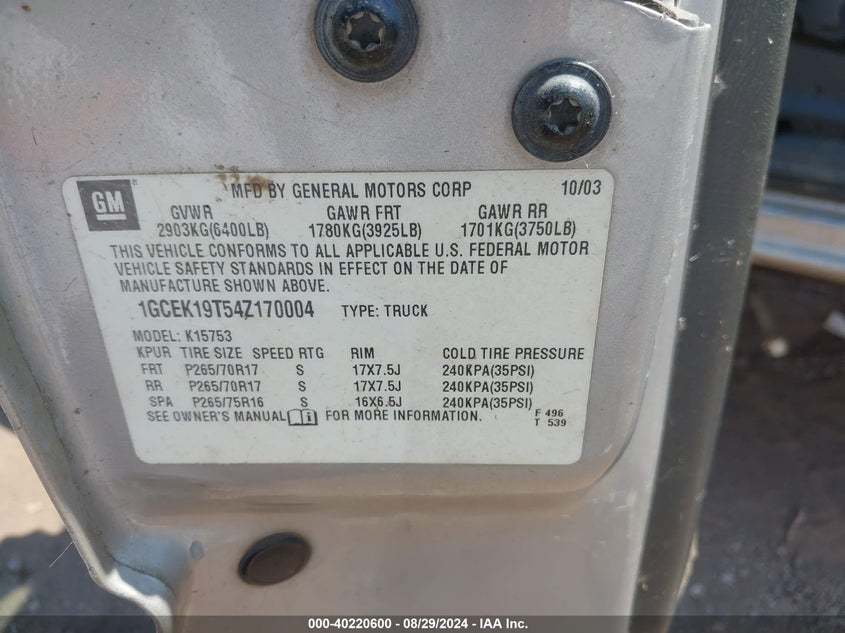 GM MFD BY GENERAL MOTORS CORP 10/03
GVWR GAWR FRT GAWR RR
2903KG(6400LB) 1780KG(3925LB) 1701KG(3750LB)
THIS VEHICLE CONFORMS TO ALL APPLICABLE U.S. FEDERAL MOTOR
VEHICLE SAFETY STANDARDS IN EFFECT ON THE DATE OF
MANUFACTURE SHOWN ABOVE.
1GCEK19T54Z170004 TYPE: TRUCK
MODEL: K15753
KPUR TIRE SIZE SPEED RTG RIM COLD TIRE PRESSURE
FRT P265/70R17 S 17X7.5J 240KPA(35PSI)
RR P265/70R17 S 17X7.5J 240KPA(35PSI)
SPA P265/75R16 S 16X6.5J 240KPA(35PSI)
SEE OWNER'S MANUAL FOR MORE INFORMATION. F 496
T 539
000-40220600 - 08/29/2024 - IAA Inc.